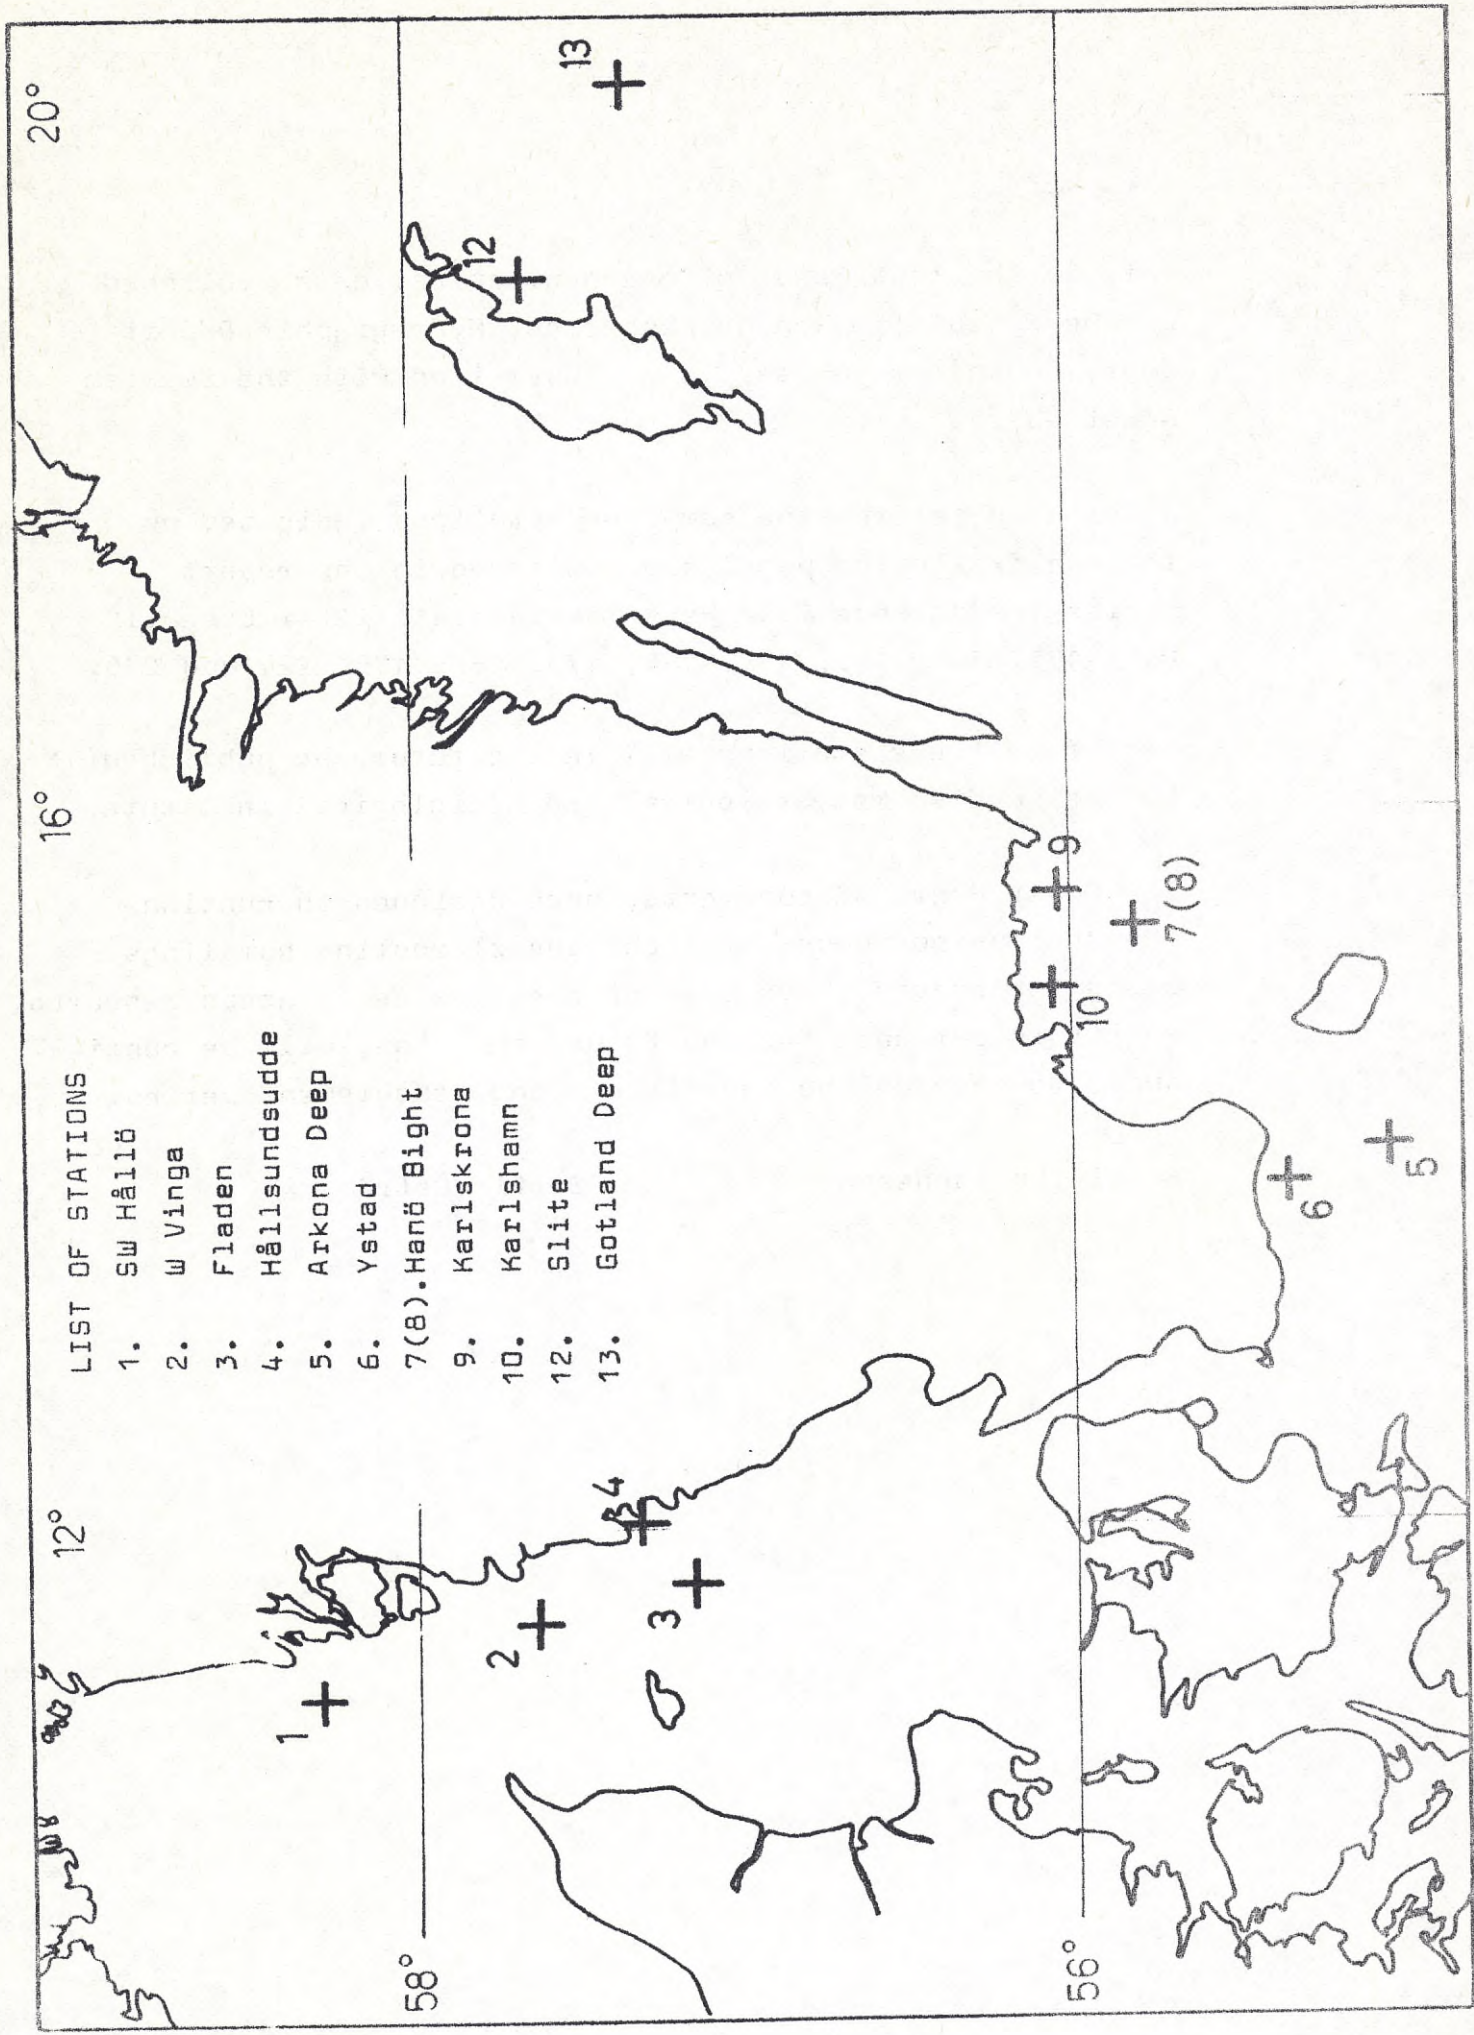 12°
16°
20°
LIST OF STATIONS
1. SW Hållö
2. W Vinga
3. Fladen
4. Hållsundsudde
5. Arkona Deep
6. Ystad
7(8).Hanö Bight
9. Karlskrona
10. Karlshamn
12. Slite
13. Gotland Deep
1
58°
2
3
4
12
13
56°
10
9
7(8)
6
5